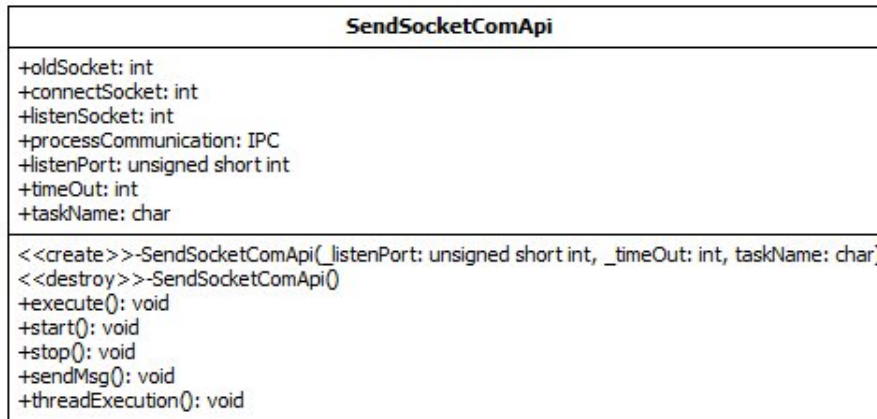 SendSocketComApi
+oldSocket: int
+connectSocket: int
+listenSocket: int
+processCommunication: IPC
+listenPort: unsigned short int
+timeOut: int
+taskName: char
<<create>>-SendSocketComApi(_listenPort: unsigned short int, _timeOut: int, taskName: char)
<<destroy>>-SendSocketComApi()
+execute(): void
+start(): void
+stop(): void
+sendMsg(): void
+threadExecution(): void